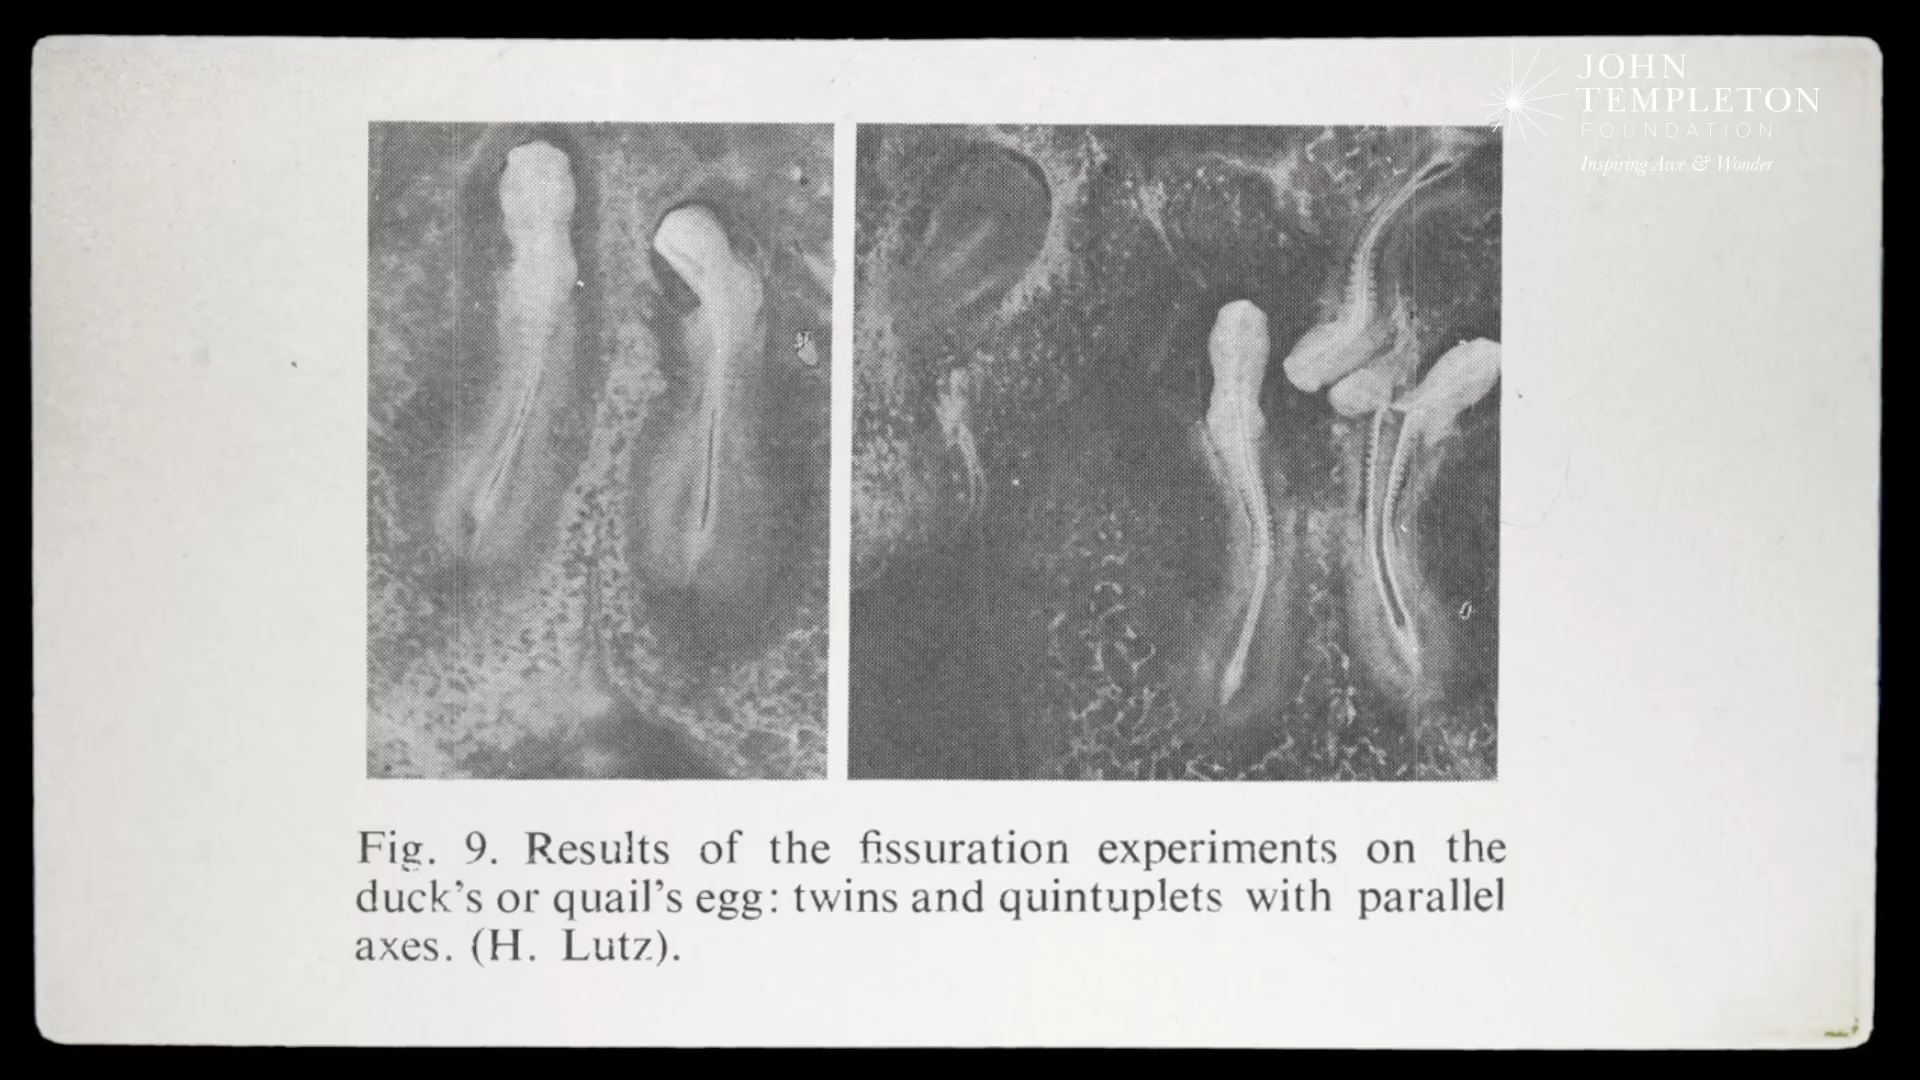 JOHN
TEMPLETON
FOUNDATION
Inspiring Awe & Wonder
Fig. 9. Results of the fissuration experiments on the
duck's or quail's egg: twins and quintuplets with parallel
axes. (H. Lutz).